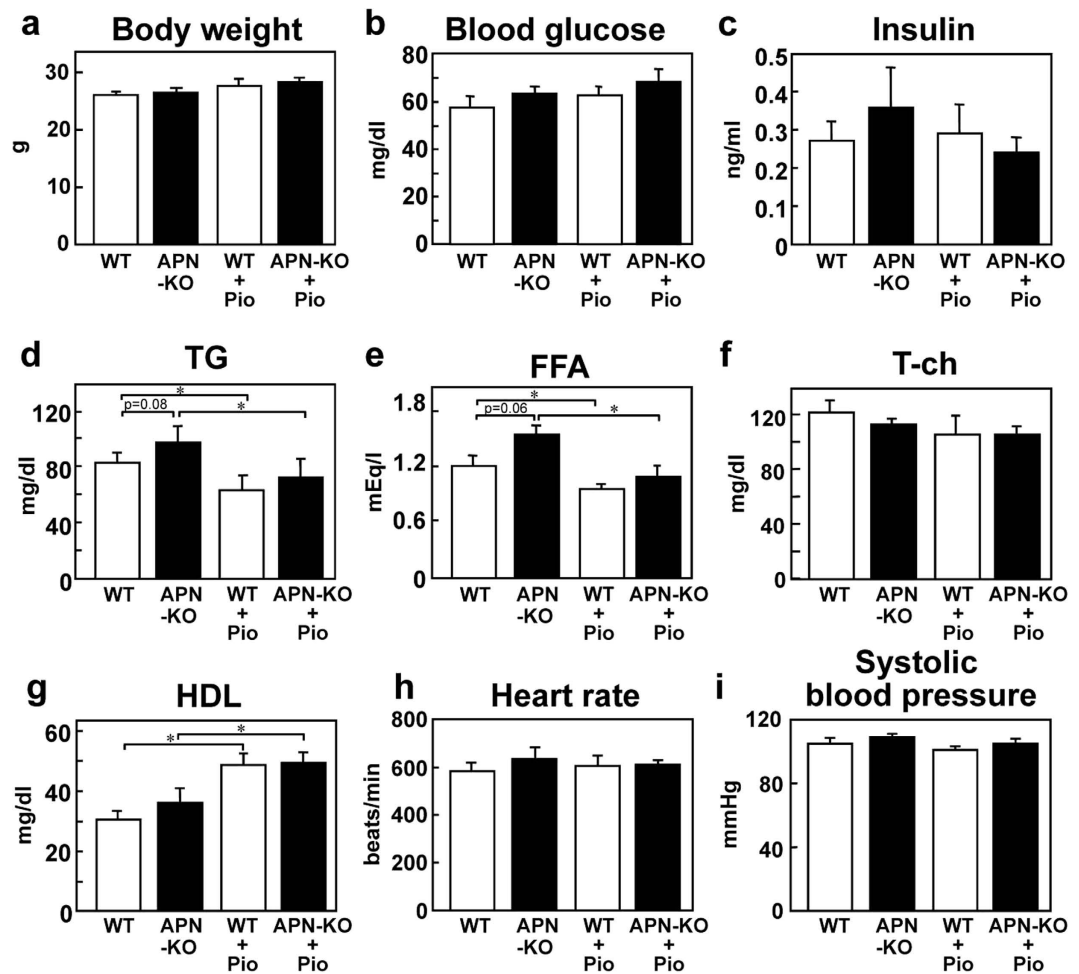 a Body weight
30
20
10
0
g
WT APN WT APN-KO
-KO + +
Pio Pio
b Blood glucose
80
60
40
20
0
mg/dl
WT APN WT APN-KO
-KO + +
Pio Pio
c Insulin
0.5
0.4
0.3
0.2
0.1
0
ng/ml
WT APN WT APN-KO
-KO + +
Pio Pio
d TG
*
p=0.08 *
120
80
40
0
mg/dl
WT APN WT APN-KO
-KO + +
Pio Pio
e FFA
*
p=0.06 *
1.8
1.2
0.6
0
mEq/l
WT APN WT APN-KO
-KO + +
Pio Pio
f T-ch
120
80
40
0
mg/dl
WT APN WT APN-KO
-KO + +
Pio Pio
g HDL
* *
60
40
20
0
mg/dl
WT APN WT APN-KO
-KO + +
Pio Pio
h Heart rate
800
600
400
200
0
beats/min
WT APN WT APN-KO
-KO + +
Pio Pio
i Systolic
blood pressure
120
80
40
0
mmHg
WT APN WT APN-KO
-KO + +
Pio Pio